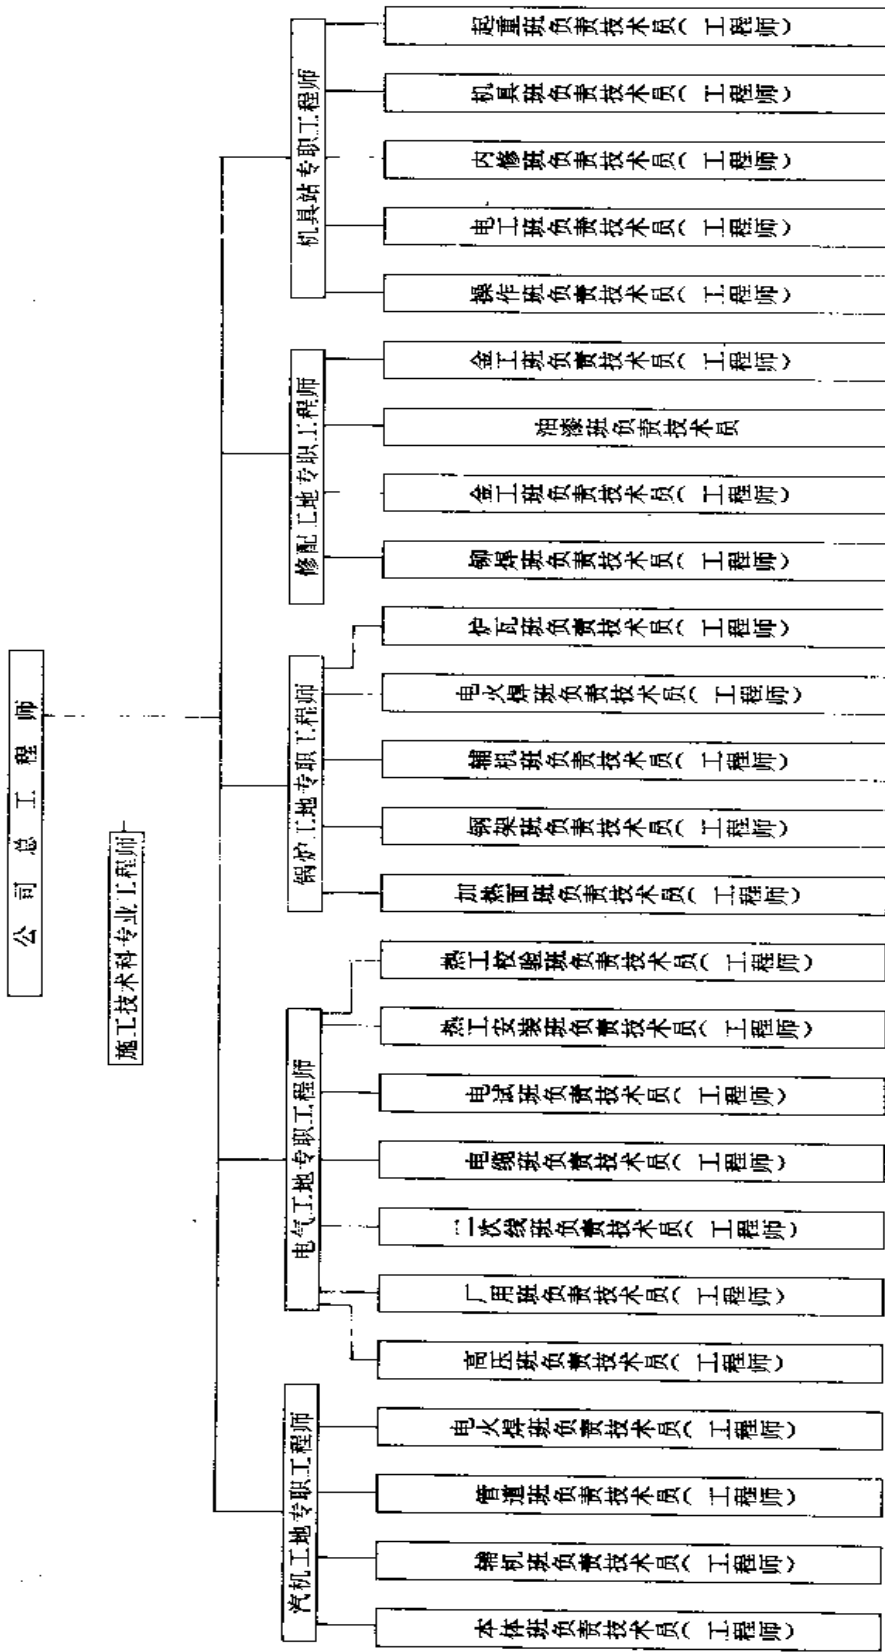 公司总工程师
施工技术科专业工程师
汽机工地专职工程师
电气工地专职工程师
锅炉工地专职工程师
修配工地专职工程师
机具站专职工程师
本体班负责技术员(工程师)
辅机班负责技术员(工程师)
管道班负责技术员(工程师)
电火焊班负责技术员(工程师)
高压班负责技术员(工程师)
厂用班负责技术员(工程师)
二次线班负责技术员(工程师)
电缆班负责技术员(工程师)
电试班负责技术员(工程师)
热工安装班负责技术员(工程师)
热工校验班负责技术员(工程师)
加热面班负责技术员(工程师)
钢架班负责技术员(工程师)
辅机班负责技术员(工程师)
电火焊班负责技术员(工程师)
炉瓦班负责技术员(工程师)
铆焊班负责技术员(工程师)
金工班负责技术员(工程师)
油漆班负责技术员
金工班负责技术员(工程师)
操作班负责技术员(工程师)
电工班负责技术员(工程师)
内修班负责技术员(工程师)
机具班负责技术员(工程师)
起重班负责技术员(工程师)